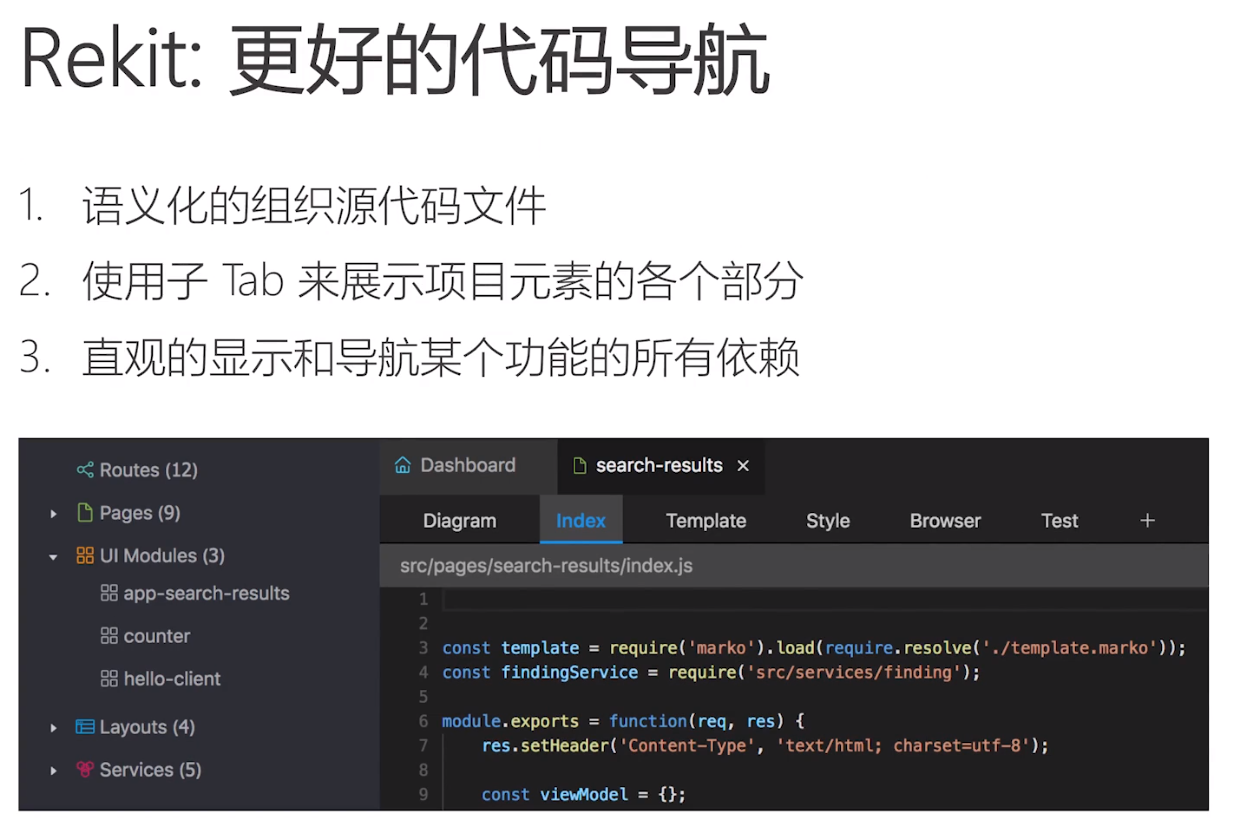 Rekit: 更好的代码导航
1. 语义化的组织源代码文件
2. 使用子 Tab 来展示项目元素的各个部分
3. 直观的显示和导航某个功能的所有依赖
Routes (12)
Pages (9)
UI Modules (3)
app-search-results
counter
hello-client
Layouts (4)
Services (5)
Dashboard search-results ×
Diagram Index Template Style Browser Test +
src/pages/search-results/index.js
1
2
3 const template = require('marko').load(require.resolve('./template.marko'));
4 const findingService = require('src/services/finding');
5
6 module.exports = function(req, res) {
7 res.setHeader('Content-Type', 'text/html; charset=utf-8');
8
9 const viewModel = {};